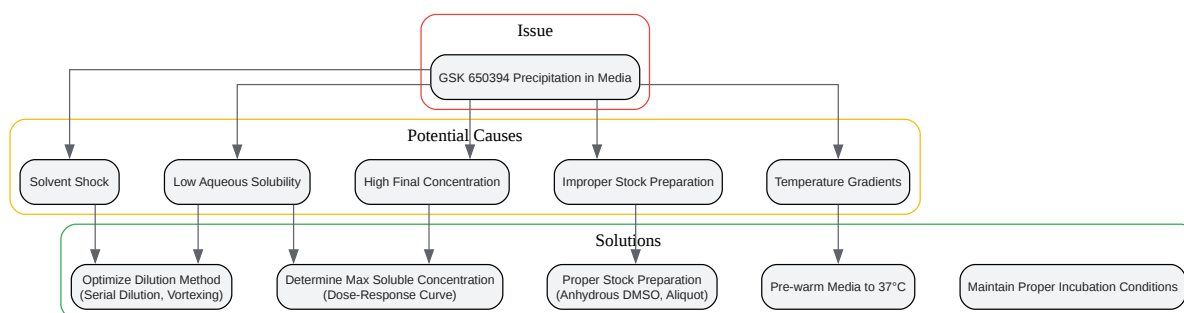 Issue
GSK 650394 Precipitation in Media
Potential Causes
Solvent Shock
Low Aqueous Solubility
High Final Concentration
Improper Stock Preparation
Temperature Gradients
Solutions
Optimize Dilution Method
(Serial Dilution, Vortexing)
Determine Max Soluble Concentration
(Dose-Response Curve)
Proper Stock Preparation
(Anhydrous DMSO, Aliquot)
Pre-warm Media to 37°C
Maintain Proper Incubation Conditions